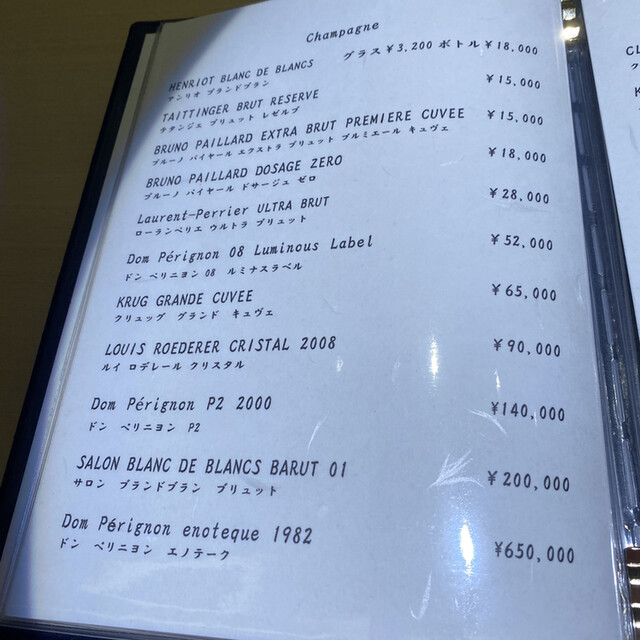 Champagne
HENRIOT BLANC DE BLANCS グラス¥3,200 ボトル¥18,000
アンリオ ブランドブラン
TAITTINGER BRUT RESERVE ¥15,000
テタンジェ ブリュット レゼルブ
BRUNO PAILLARD EXTRA BRUT PREMIERE CUVEE ¥15,000
ブルーノ パイヤール エクストラ ブリュット プルミエール キュヴェ
BRUNO PAILLARD DOSAGE ZERO ¥18,000
ブルーノ パイヤール ドサージュ ゼロ
Laurent-Perrier ULTRA BRUT ¥28,000
ローランペリエ ウルトラ ブリュット
Dom Pérignon 08 Luminous Label ¥52,000
ドン ペリニヨン 08 ルミナスラベル
KRUG GRANDE CUVEE ¥65,000
クリュッグ グランド キュヴェ
LOUIS ROEDERER CRISTAL 2008 ¥90,000
ルイ ロデレール クリスタル
Dom Pérignon P2 2000 ¥140,000
ドン ペリニヨン P2
SALON BLANC DE BLANCS BARUT 01 ¥200,000
サロン ブランドブラン ブリュット
Dom Pérignon enoteque 1982 ¥650,000
ドン ペリニヨン エノテーク
CL
ク
K